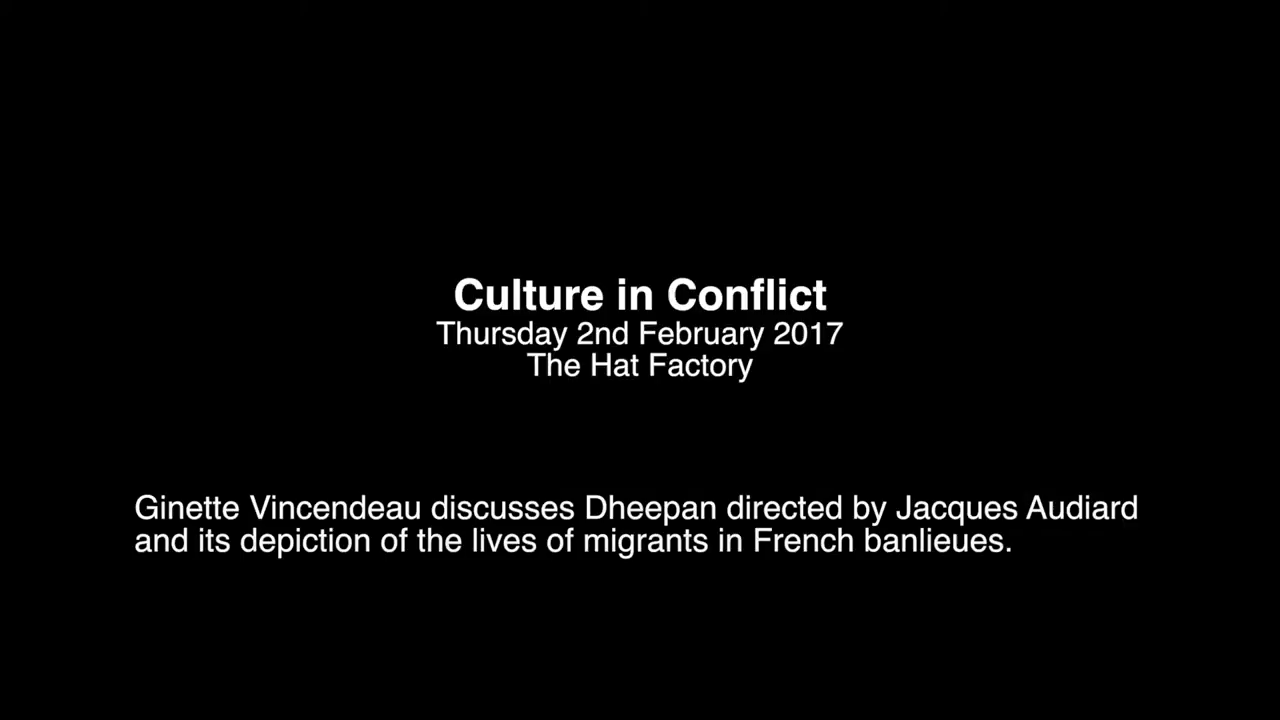 Culture in Conflict
Thursday 2nd February 2017
The Hat Factory
Ginette Vincendeau discusses Dheepan directed by Jacques Audiard
and its depiction of the lives of migrants in French banlieues.